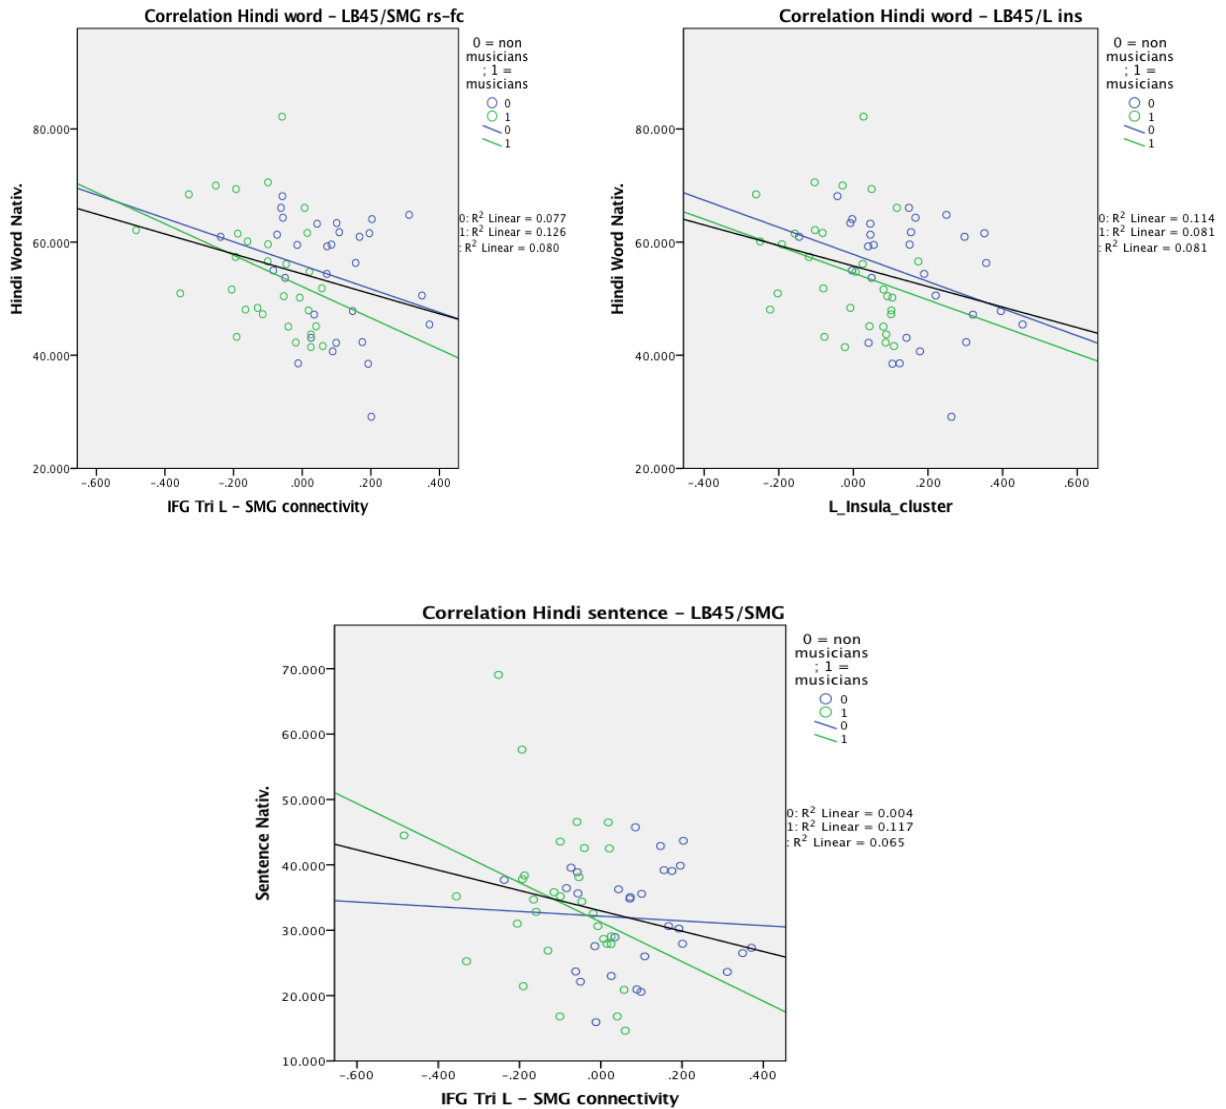 Correlation Hindi word – LB45/SMG rs-fc
0 = non
musicians
; 1 =
musicians
0
1
0
1
80.000
60.000
40.000
20.000
Hindi Word Nativ.
0: R² Linear = 0.077
1: R² Linear = 0.126
: R² Linear = 0.080
-.600 -.400 -.200 .000 .200 .400
IFG Tri L – SMG connectivity
Correlation Hindi word – LB45/L ins
0 = non
musicians
; 1 =
musicians
0
1
0
1
80.000
60.000
40.000
20.000
Hindi Word Nativ.
0: R² Linear = 0.114
1: R² Linear = 0.081
: R² Linear = 0.081
-.400 -.200 .000 .200 .400 .600
L_Insula_cluster
Correlation Hindi sentence – LB45/SMG
0 = non
musicians
; 1 =
musicians
0
1
0
1
70.000
60.000
50.000
40.000
30.000
20.000
10.000
Sentence Nativ.
0: R² Linear = 0.004
1: R² Linear = 0.117
: R² Linear = 0.065
-.600 -.400 -.200 .000 .200 .400
IFG Tri L – SMG connectivity